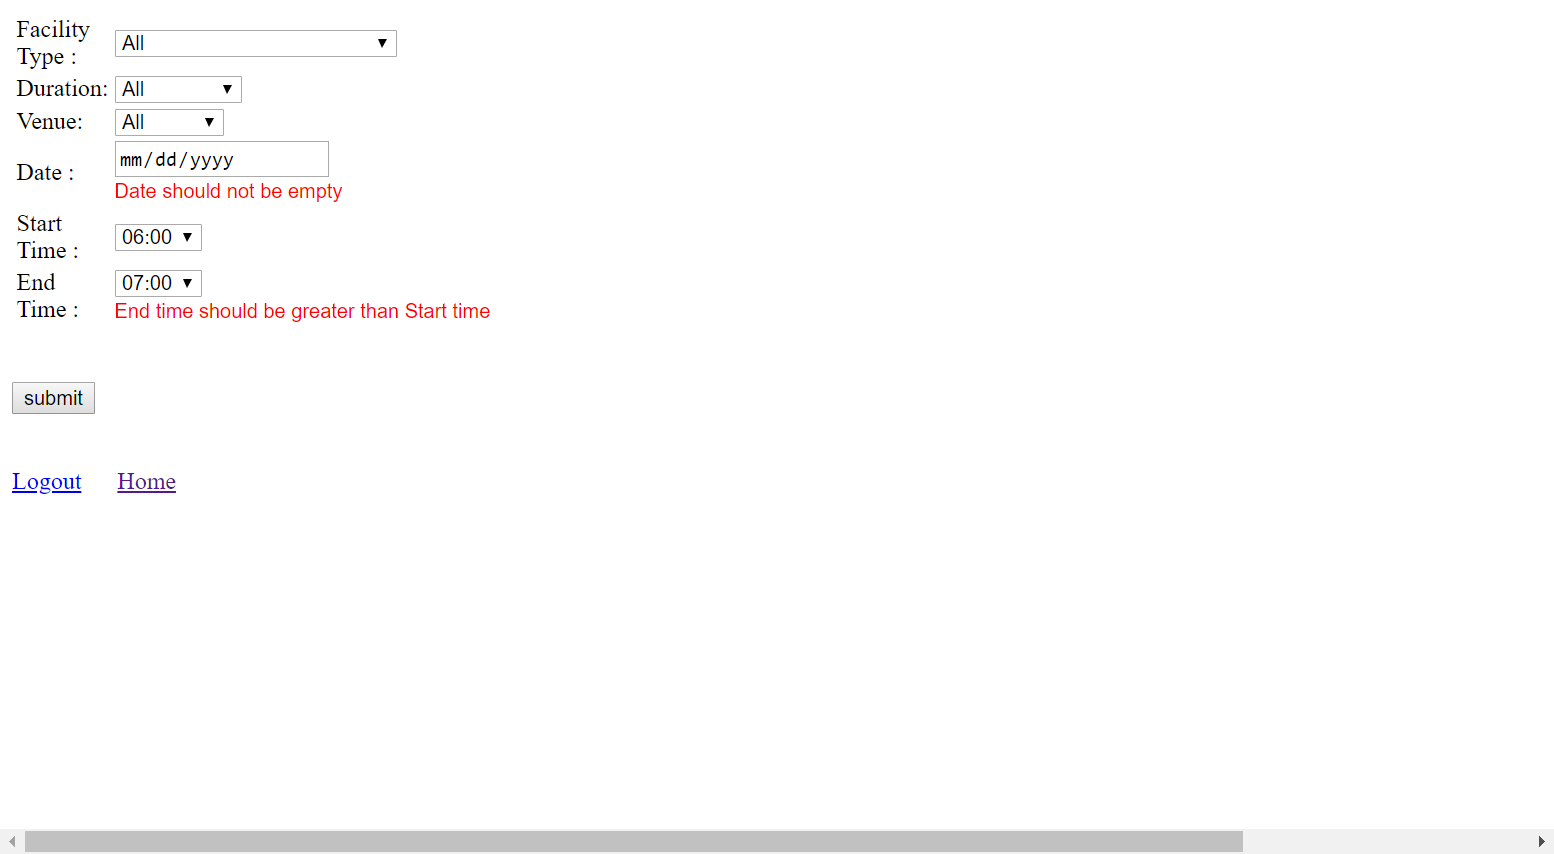 Facility
Type :
All
Duration:
All
Venue:
All
Date :
mm/dd/yyyy
Date should not be empty
Start
Time :
06:00
End
Time :
07:00
End time should be greater than Start time
submit
Logout Home